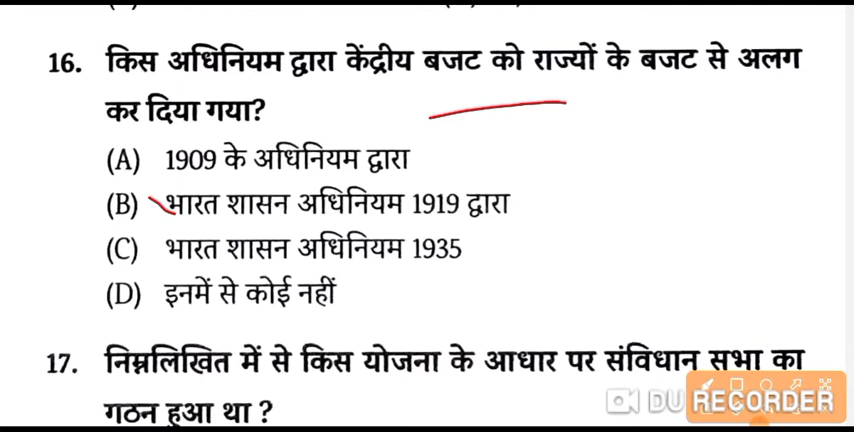 16. किस अधिनियम द्वारा केंद्रीय बजट को राज्यों के बजट से अलग
कर दिया गया?
(A) 1909 के अधिनियम द्वारा
(B) भारत शासन अधिनियम 1919 द्वारा
(C) भारत शासन अधिनियम 1935
(D) इनमें से कोई नहीं
17. निम्नलिखित में से किस योजना के आधार पर संविधान सभा का
गठन हुआ था ?
DU RECORDER